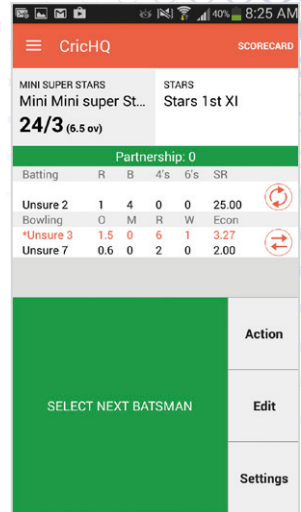 40% 8:25 AM
CricHQ SCORECARD
MINI SUPER STARS
Mini Mini super St...
24/3 (6.5 ov)
STARS
Stars 1st XI
Partnership: 0
Batting R B 4's 6's SR
Unsure 2 1 4 0 0 25.00
Bowling O M R W Econ
*Unsure 3 1.5 0 6 1 3.27
Unsure 7 0.6 0 2 0 2.00
SELECT NEXT BATSMAN
Action
Edit
Settings